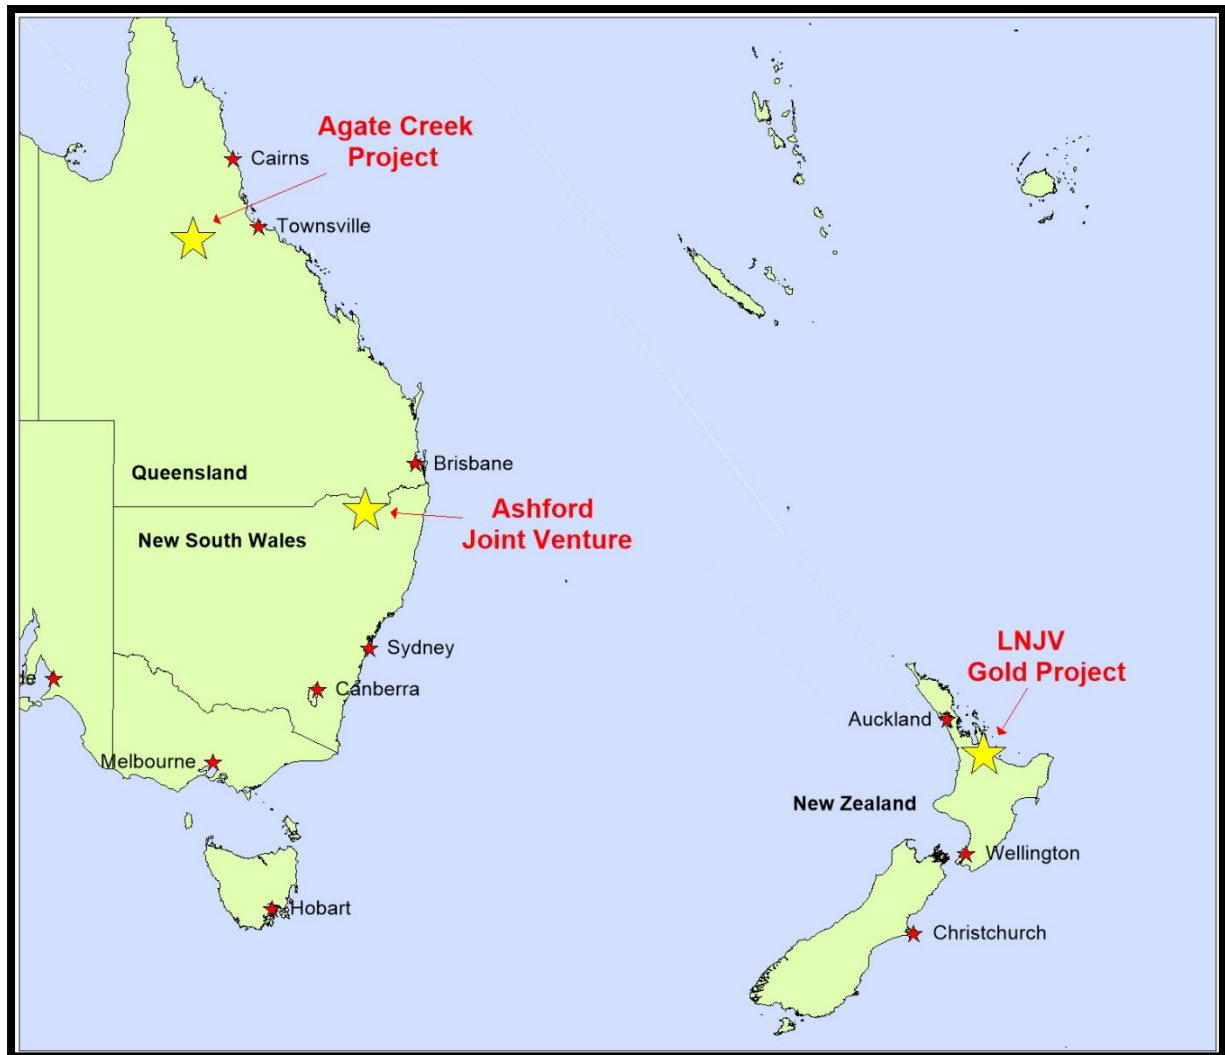 Agate Creek
Project
Cairns
Townsville
Brisbane
Queensland
Ashford
Joint Venture
New South Wales
Sydney
LNJV
Gold Project
de
Canberra
Auckland
Melbourne
New Zealand
Wellington
Hobart
Christchurch